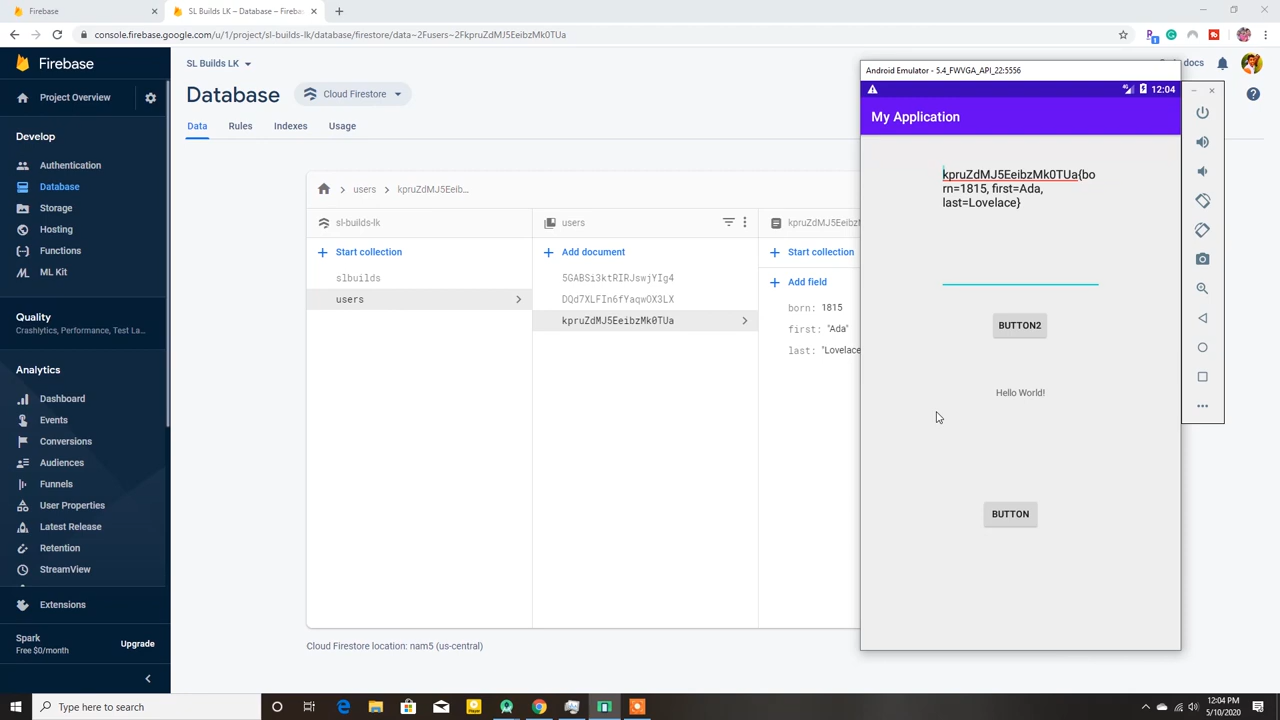 Firebase
SL Builds LK – Database – Fireba
console.firebase.google.com/u/1/project/sl-builds-lk/database/firestore/data~2Fusers~2FkpruZdMJ5EeibzMk0TUa
Firebase
Project Overview
Develop
Authentication
Database
Storage
Hosting
Functions
ML Kit
Quality
Crashlytics, Performance, Test La...
Analytics
Dashboard
Events
Conversions
Audiences
Funnels
User Properties
Latest Release
Retention
StreamView
Extensions
Spark
Free $0/month
Upgrade
SL Builds LK
docs
Database
Cloud Firestore
Data Rules Indexes Usage
users kpruZdMJ5Eeib...
sl-builds-lk
Start collection
slbuilds
users
users
Add document
5GABSi3ktRIRJswjYIg4
DQd7XLFIn6fYaqwOX3LX
kpruZdMJ5EeibzMk0TUa
kpruZdMJ5Eeibz
Start collection
Add field
born: 1815
first: "Ada"
last: "Lovelace
Cloud Firestore location: nam5 (us-central)
Android Emulator - 5.4_FWVGA_API_22:5556
12:04
My Application
kpruZdMJ5EeibzMk0TUa{bo
rn=1815, first=Ada,
last=Lovelace}
BUTTON2
Hello World!
BUTTON
Type here to search
12:04 PM
5/10/2020